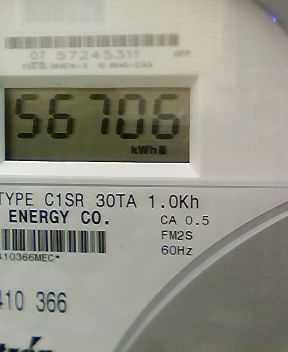 07 57245311
56706
kWh
TYPE C1SR 30TA 1.0Kh
ENERGY CO.
CA 0.5
FM2S
60Hz
410366MEC*
410 366